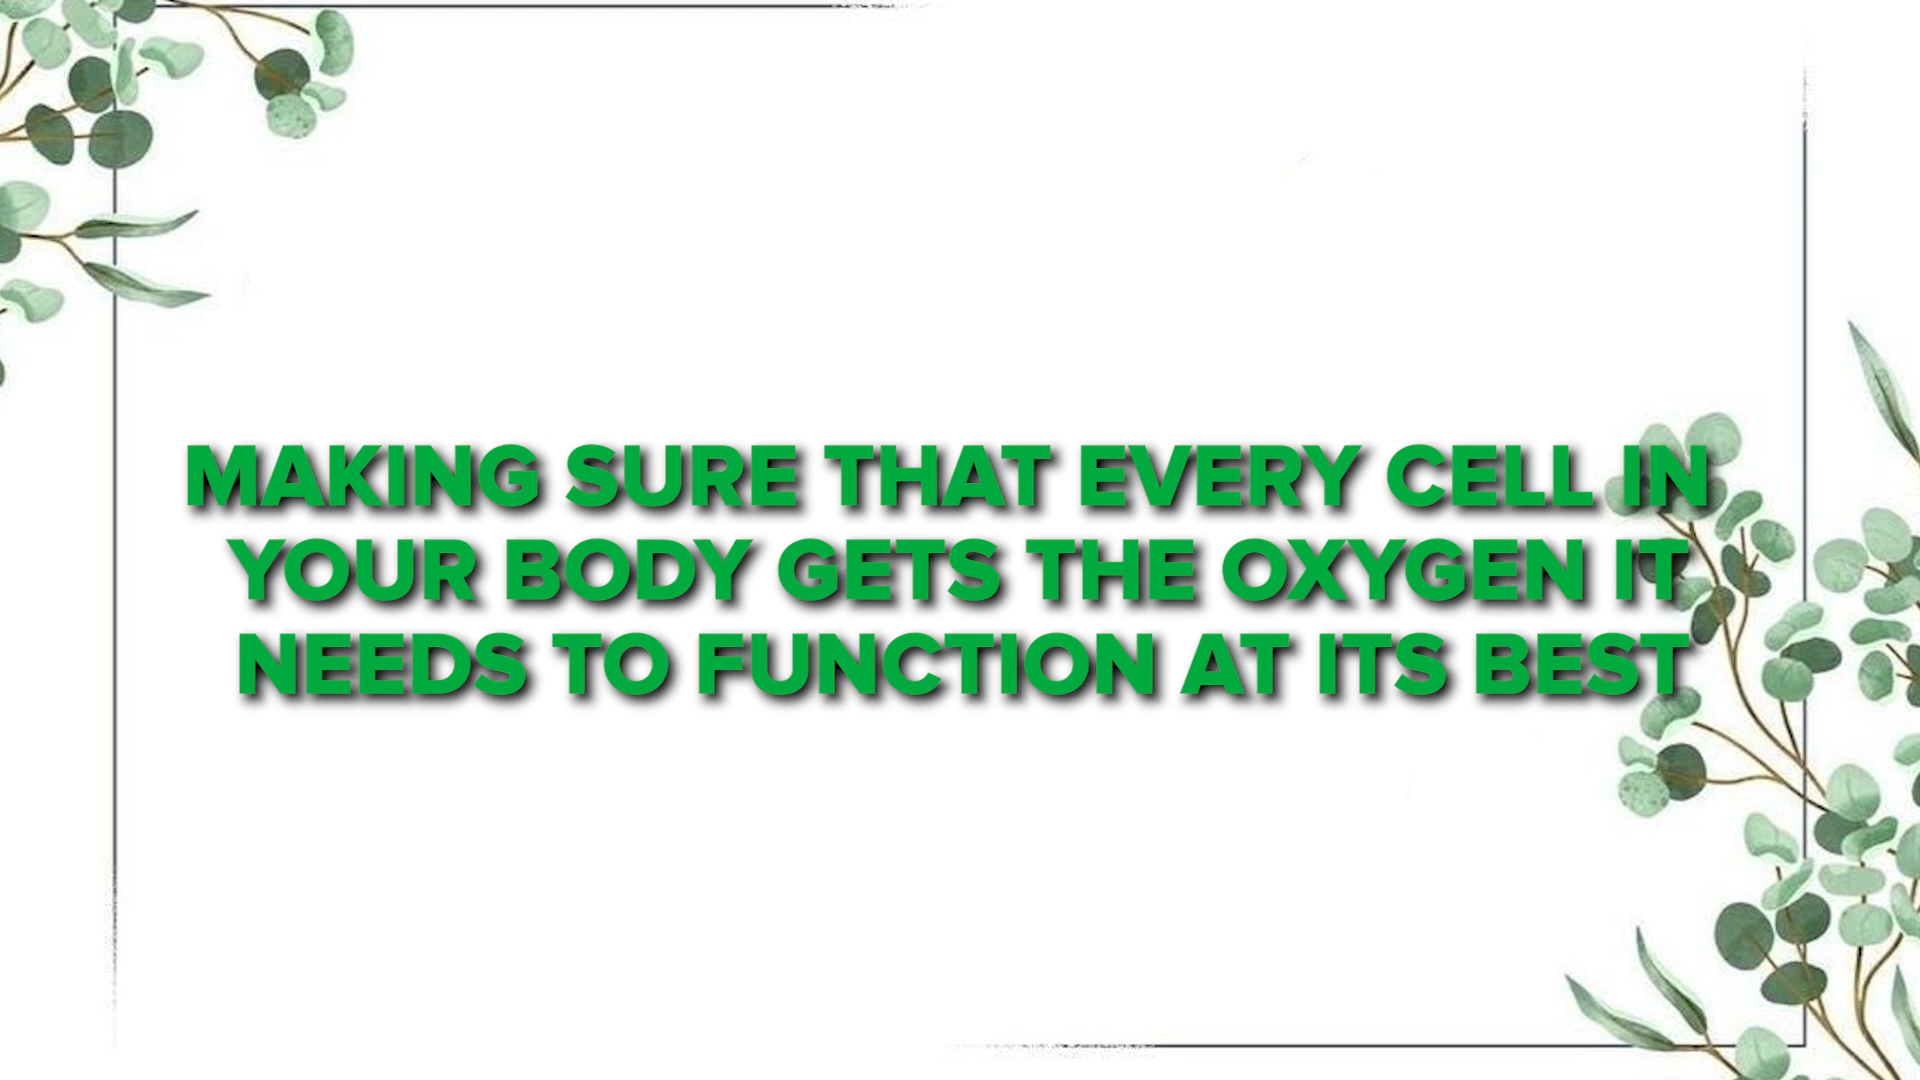 MAKING SURE THAT EVERY CELL IN
YOUR BODY GETS THE OXYGEN IT
NEEDS TO FUNCTION AT ITS BEST